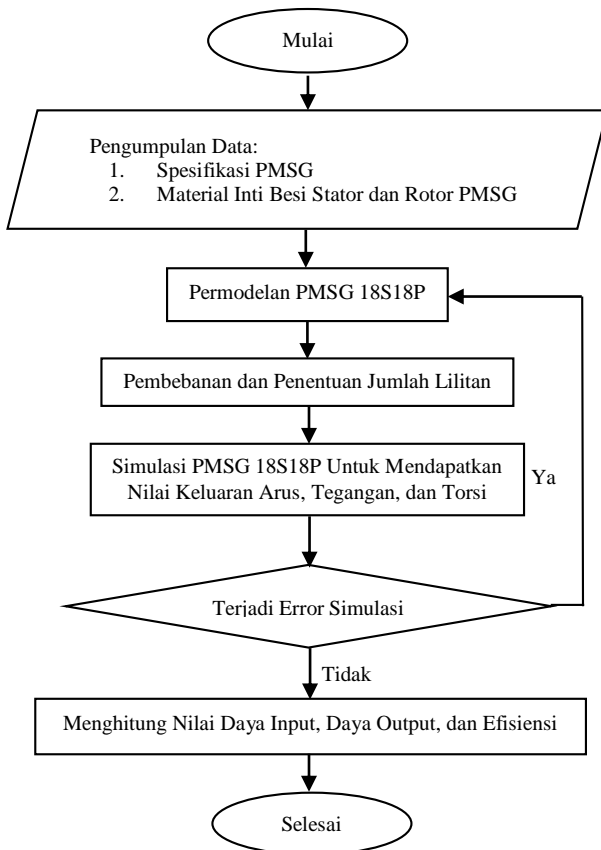 Mulai
Pengumpulan Data:
1. Spesifikasi PMSG
2. Material Inti Besi Stator dan Rotor PMSG
Permodelan PMSG 18S18P
Pembebanan dan Penentuan Jumlah Lilitan
Simulasi PMSG 18S18P Untuk Mendapatkan
Nilai Keluaran Arus, Tegangan, dan Torsi
Ya
Terjadi Error Simulasi
Tidak
Menghitung Nilai Daya Input, Daya Output, dan Efisiensi
Selesai